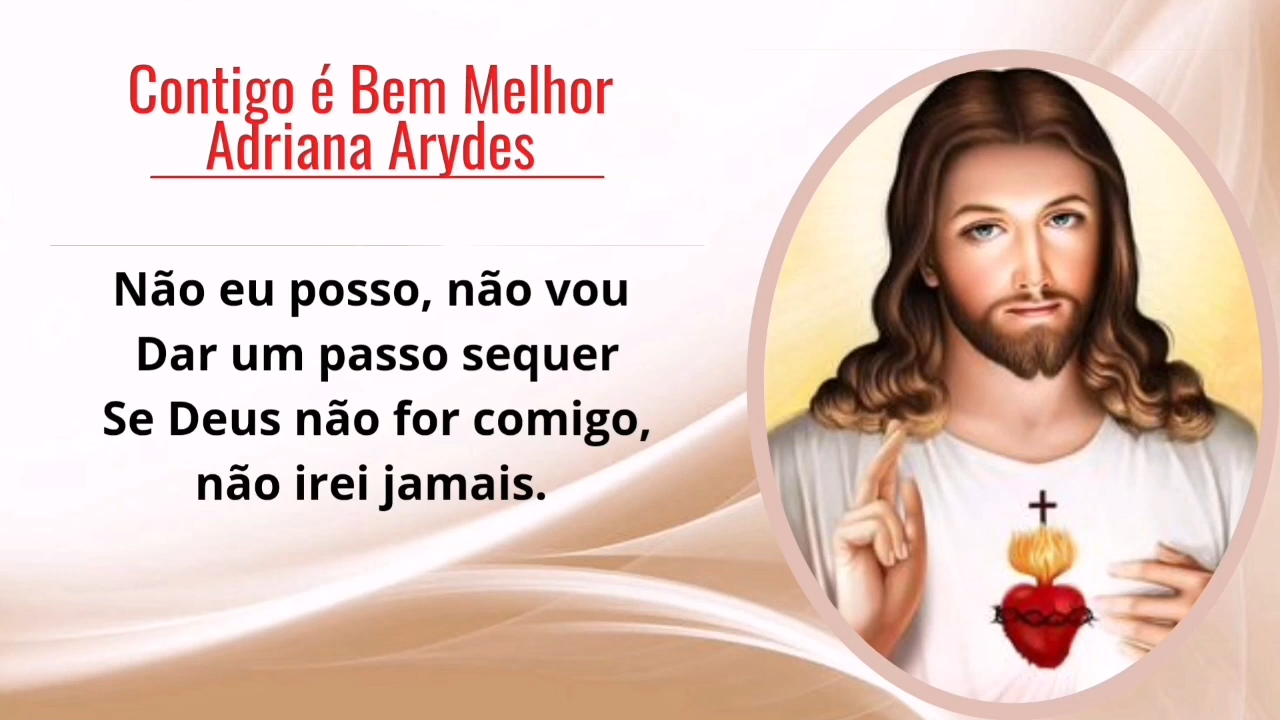 Contigo é Bem Melhor
Adriana Arydes
Não eu posso, não vou
Dar um passo sequer
Se Deus não for comigo,
não irei jamais.